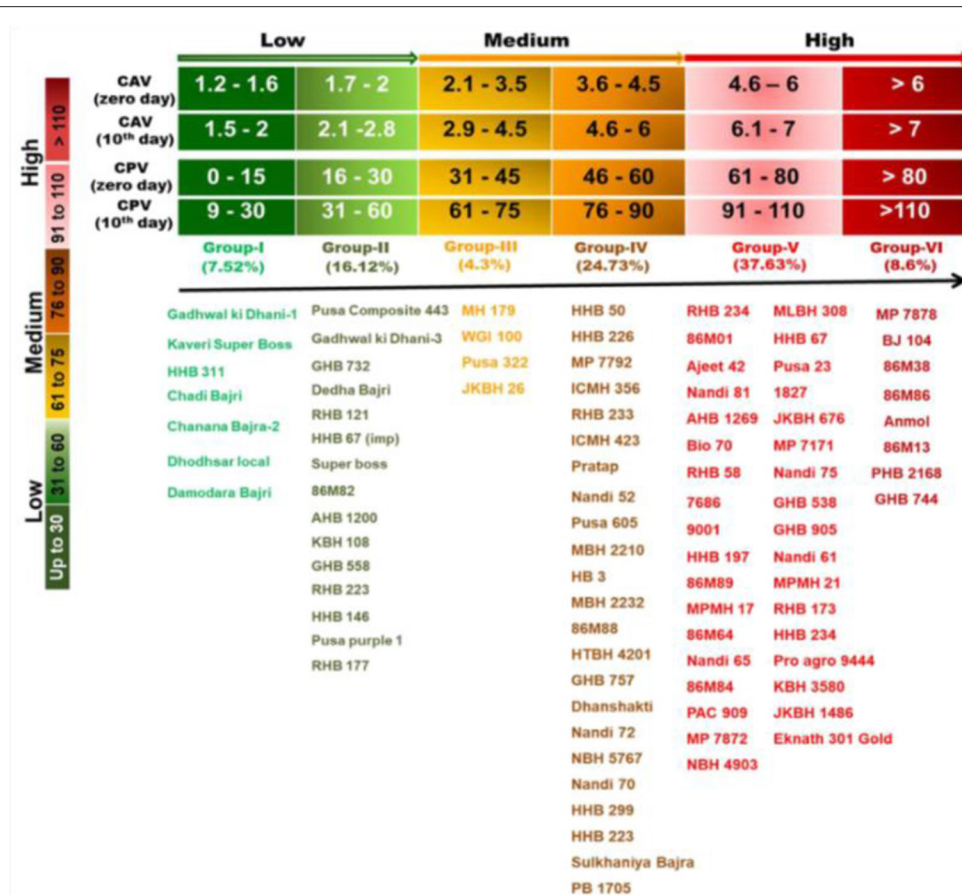 Low Medium High
CAV (zero day) 1.2 - 1.6 1.7 - 2 2.1 - 3.5 3.6 - 4.5 4.6 – 6 > 6
CAV (10th day) 1.5 - 2 2.1 -2.8 2.9 - 4.5 4.6 - 6 6.1 - 7 > 7
CPV (zero day) 0 - 15 16 - 30 31 - 45 46 - 60 61 - 80 > 80
CPV (10th day) 9 - 30 31 - 60 61 - 75 76 - 90 91 - 110 >110
Group-I Group-II Group-III Group-IV Group-V Group-VI
(7.52%) (16.12%) (4.3%) (24.73%) (37.63%) (8.6%)
High
Medium
Low
> 110
91 to 110
76 to 90
61 to 75
31 to 60
Up to 30
Gadhwal ki Dhani-1
Kaveri Super Boss
HHB 311
Chadi Bajri
Chanana Bajra-2
Dhodhsar local
Damodara Bajri
Pusa Composite 443
Gadhwal ki Dhani-3
GHB 732
Dedha Bajri
RHB 121
HHB 67 (imp)
Super boss
86M82
AHB 1200
KBH 108
GHB 558
RHB 223
HHB 146
Pusa purple 1
RHB 177
MH 179
WGI 100
Pusa 322
JKBH 26
HHB 50
HHB 226
MP 7792
ICMH 356
RHB 233
ICMH 423
Pratap
Nandi 52
Pusa 605
MBH 2210
HB 3
MBH 2232
86M88
HTBH 4201
GHB 757
Dhanshakti
Nandi 72
NBH 5767
Nandi 70
HHB 299
HHB 223
Sulkhaniya Bajra
PB 1705
RHB 234
86M01
Ajeet 42
Nandi 81
AHB 1269
Bio 70
RHB 58
7686
9001
HHB 197
86M89
MPMH 17
86M64
Nandi 65
86M84
PAC 909
MP 7872
NBH 4903
MLBH 308
HHB 67
Pusa 23
1827
JKBH 676
MP 7171
Nandi 75
GHB 538
GHB 905
Nandi 61
MPMH 21
RHB 173
HHB 234
Pro agro 9444
KBH 3580
JKBH 1486
Eknath 301 Gold
MP 7878
BJ 104
86M38
86M86
Anmol
86M13
PHB 2168
GHB 744